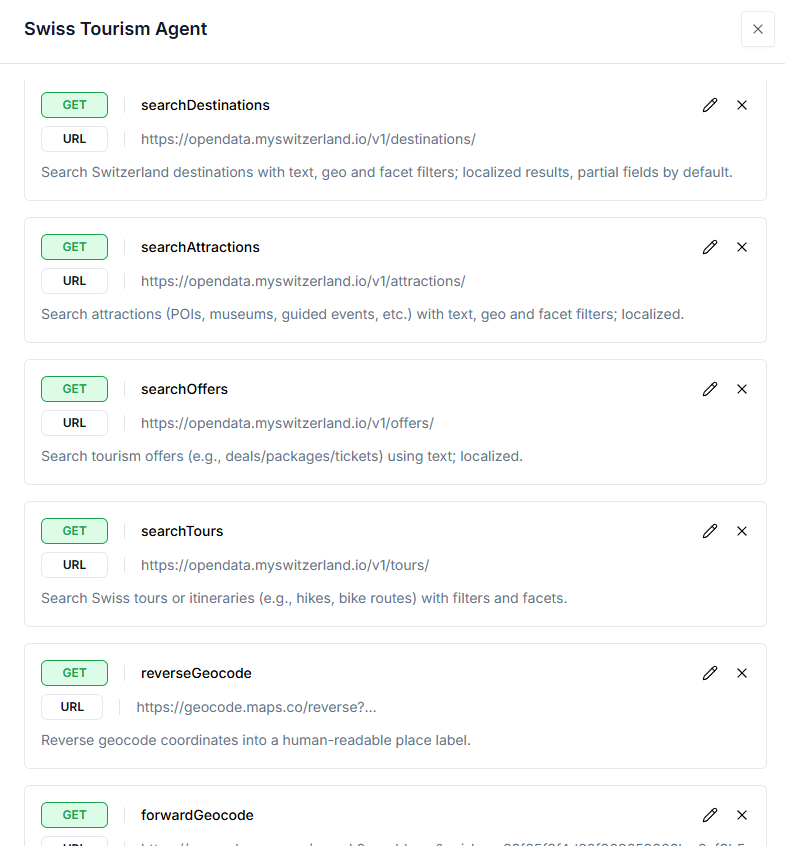 Swiss Tourism Agent
GET searchDestinations
URL https://opendata.myswitzerland.io/v1/destinations/
Search Switzerland destinations with text, geo and facet filters; localized results, partial fields by default.
GET searchAttractions
URL https://opendata.myswitzerland.io/v1/attractions/
Search attractions (POIs, museums, guided events, etc.) with text, geo and facet filters; localized.
GET searchOffers
URL https://opendata.myswitzerland.io/v1/offers/
Search tourism offers (e.g., deals/packages/tickets) using text; localized.
GET searchTours
URL https://opendata.myswitzerland.io/v1/tours/
Search Swiss tours or itineraries (e.g., hikes, bike routes) with filters and facets.
GET reverseGeocode
URL https://geocode.maps.co/reverse?...
Reverse geocode coordinates into a human-readable place label.
GET forwardGeocode
URL